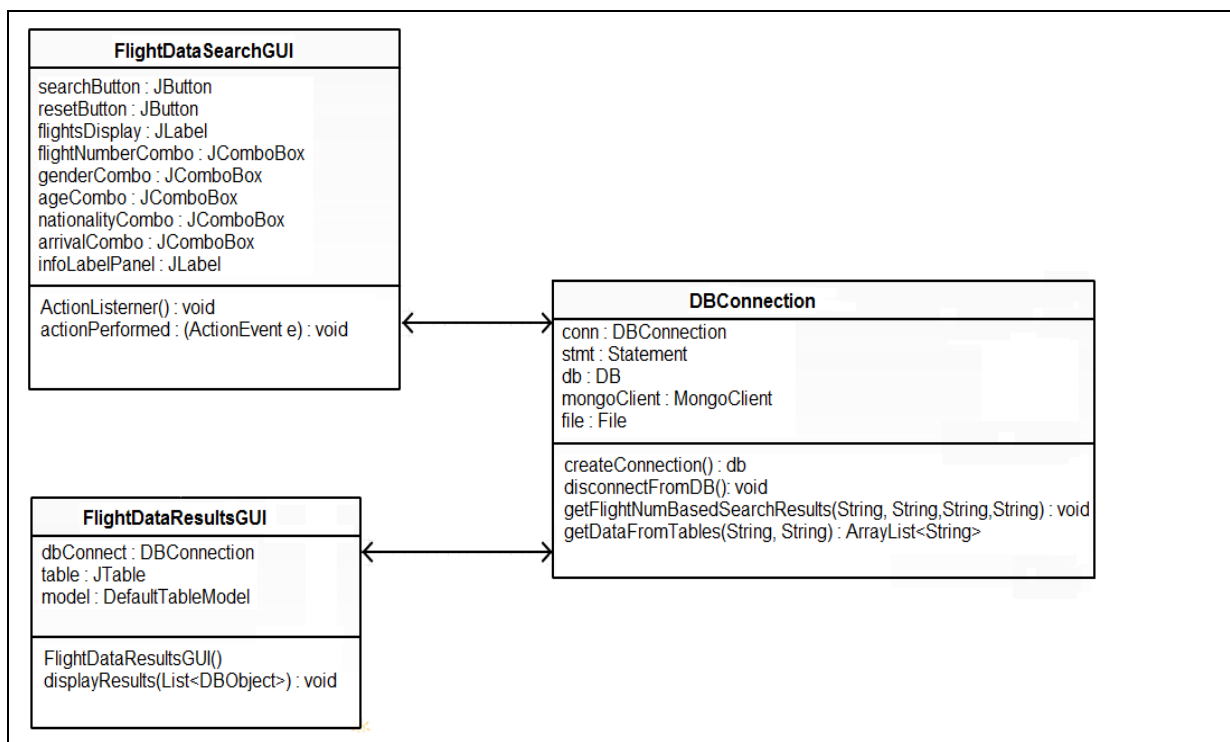 FlightDataSearchGUI
searchButton : JButton
resetButton : JButton
flightsDisplay : JLabel
flightNumberCombo : JComboBox
genderCombo : JComboBox
ageCombo : JComboBox
nationalityCombo : JComboBox
arrivalCombo : JComboBox
infoLabelPanel : JLabel
ActionListerner() : void
actionPerformed : (ActionEvent e) : void
DBConnection
conn : DBConnection
stmt : Statement
db : DB
mongoClient : MongoClient
file : File
createConnection() : db
disconnectFromDB(): void
getFlightNumBasedSearchResults(String, String,String,String) : void
getDataFromTables(String, String) : ArrayList<String>
FlightDataResultsGUI
dbConnect : DBConnection
table : JTable
model : DefaultTableModel
FlightDataResultsGUI()
displayResults(List<DBObject>) : void